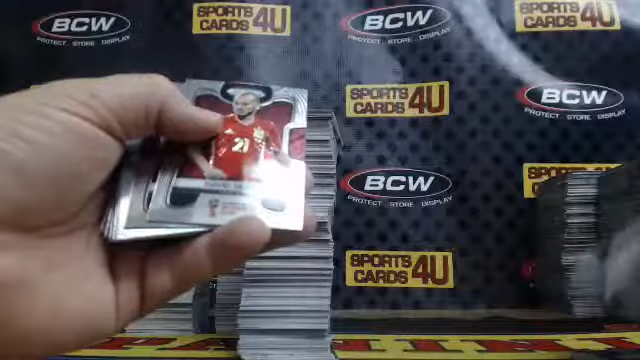 BCW
PROTECT . STORE . DISPLAY
SPORTS
CARDS 4U
BCW
PROTECT . STORE . DISPLAY
SPORTS
CARDS 4U
SPORTS
CARDS 4U
BCW
PROTECT . STORE . DISPLAY
21
BCW
PROTECT . STORE . DISPLAY
SPORTS
SPORTS
CARDS 4U